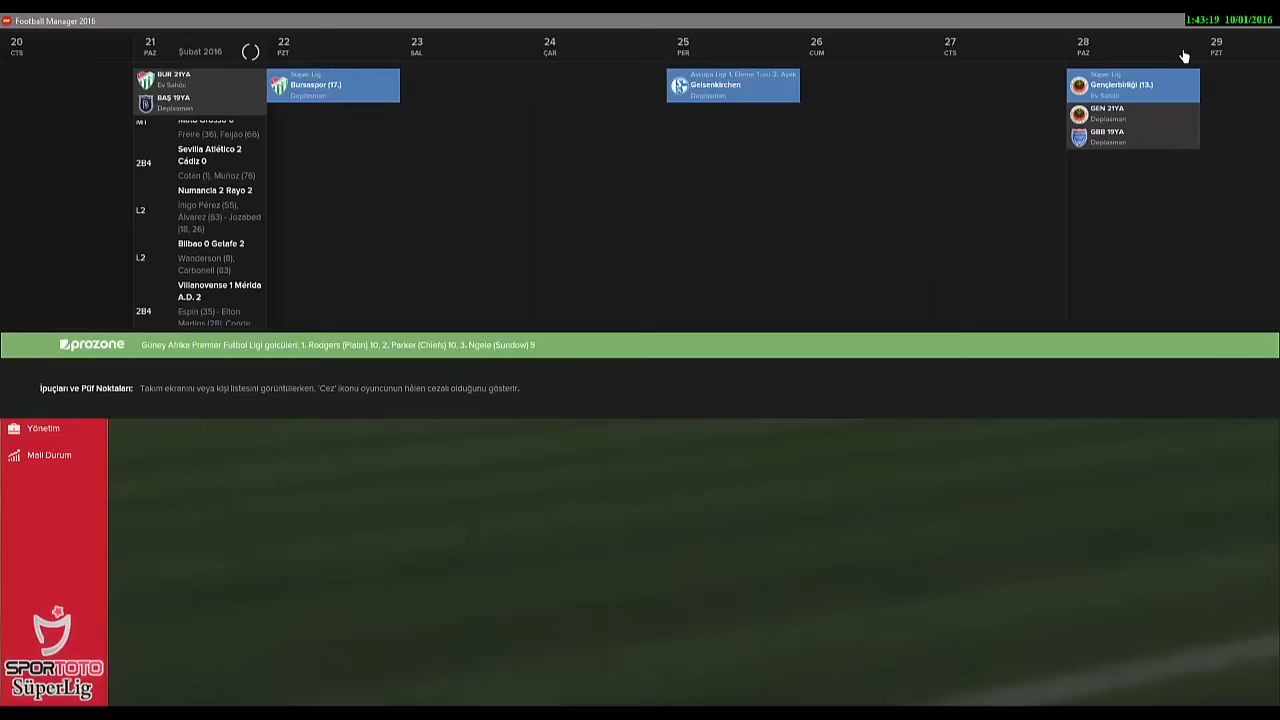 Football Manager 2016
1:43:19 10/01/2016
20
CTS
21
PAZ
Şubat 2016
22
PZT
23
SAL
24
ÇAR
25
PER
26
CUM
27
CTS
28
PAZ
29
PZT
BUR 21YA
Ev Sahibi
BAŞ 19YA
Deplasman
Süper Lig
Bursaspor (17.)
Deplasman
Avrupa Ligi 1. Eleme Turu 2. Ayak
Gelsenkirchen
Deplasman
Süper Lig
Gençlerbirliği (13.)
Ev Sahibi
GEN 21YA
Deplasman
GBB 19YA
Deplasman
Freire (36), Feijão (66)
2B4
Sevilla Atlético 2
Cádiz 0
Cotán (1), Muñoz (76)
L2
Numancia 2 Rayo 2
Íñigo Pérez (55),
Álvarez (63) - Jozabed
(18, 26)
L2
Bilbao 0 Getafe 2
Wanderson (8),
Carbonell (83)
2B4
Villanovense 1 Mérida
A.D. 2
Espín (35) - Elton
Martins (28), Conde
prozone
Güney Afrika Premier Futbol Ligi golcüleri: 1. Rodgers (Platin) 10, 2. Parker (Chiefs) 10, 3. Ngele (Sundow) 9
İpuçları ve Püf Noktaları: Takım ekranını veya kişi listesini görüntülerken, 'Cez' ikonu oyuncunun hâlen cezalı olduğunu gösterir.
Yönetim
Mali Durum
SPORTOTO
SüperLig